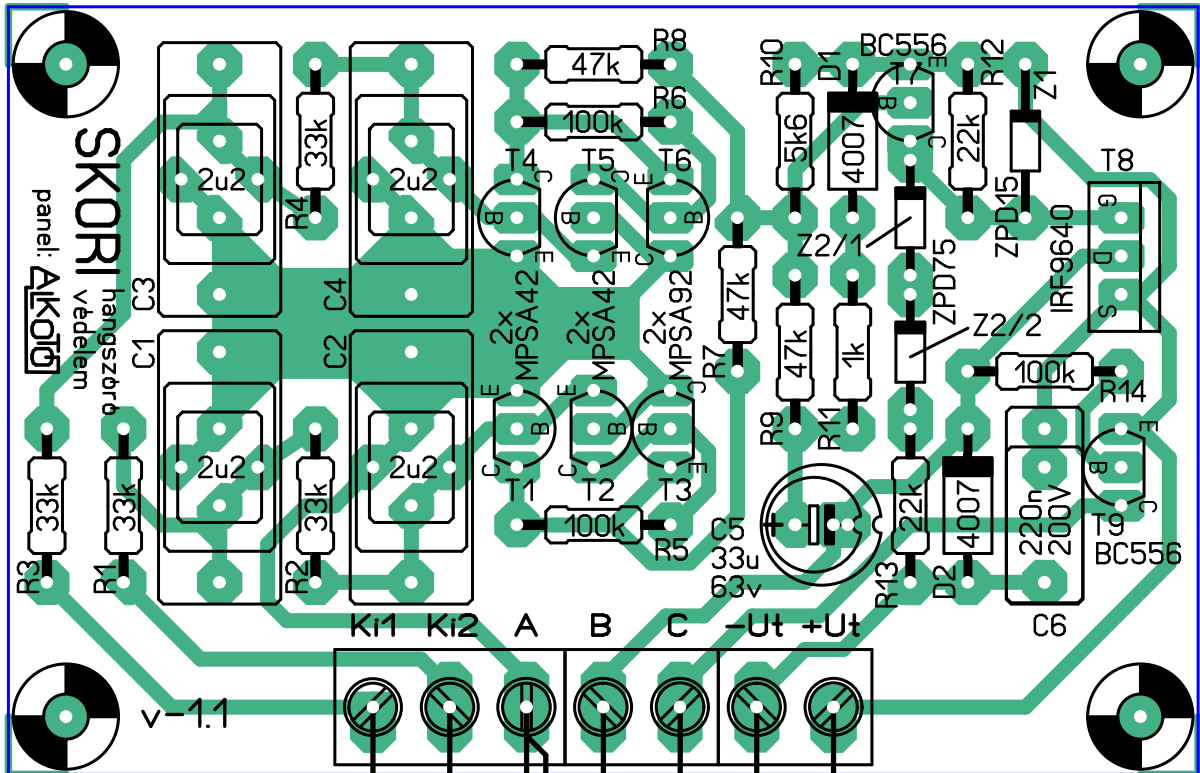 R8
BC556
47k
R10
D1
E
T7
R12
Z1
R6
100k
B
33k
5k6
4007
C
22k
T4
T5
T6
T8
C
E
2u2
2u2
R4
B
B
B
G
SKORI
hangszóró
védelem
panel:
AIKOTO
E
C
Z2/1
ZPD75
ZPD15
D
IRF9640
S
C3
C4
2x
MPSA42
2x
MPSA42
2x
MPSA92
47k
R7
Z2/2
C1
C2
47k
1k
100k
R14
E
E
C
B
B
B
R9
R11
E
2u2
2u2
C
C
E
B
T1
T2
T3
C
33k
33k
33k
100k
R5
+
C5
33u
63v
22k
4007
220n
200V
T9
BC556
R3
R1
R2
R13
D2
C6
Ki1
Ki2
A
B
C
-Ut
+Ut
v-1.1